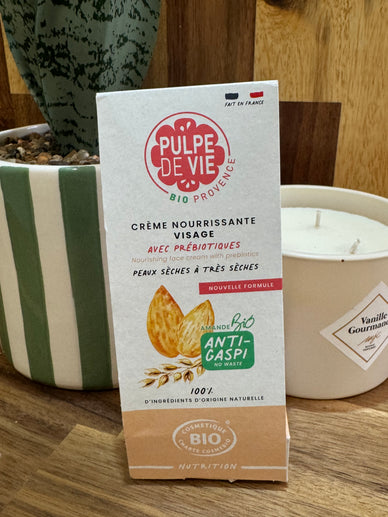 FAIT EN FRANCE
PULPE
DE VIE
BIO PROVENCE
CRÈME NOURRISSANTE
VISAGE
AVEC PRÉBIOTIQUES
Nourishing face cream with prebiotics
PEAUX SÈCHES À TRÈS SÈCHES
NOUVELLE FORMULE
AMANDE Bio
ANTI-
GASPI
NO WASTE
100%
D'INGRÉDIENTS D'ORIGINE NATURELLE
COSMETIQUE
BIO
CHARTE COSMEBIO
NUTRITION
Vanille
Gourmande